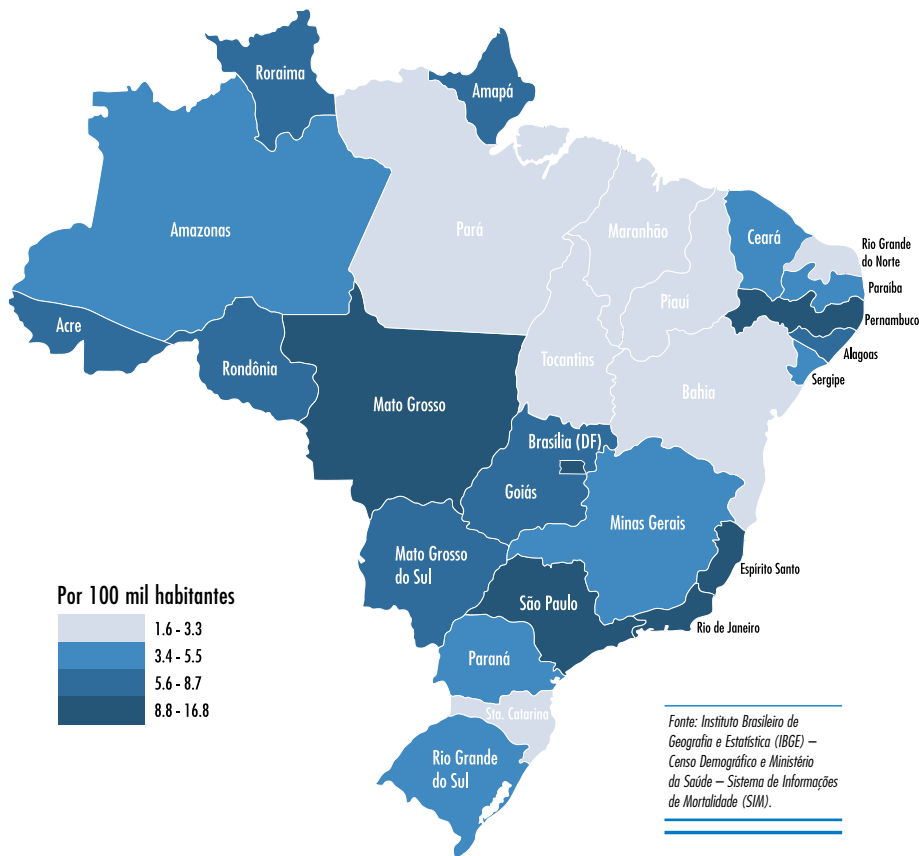 Roraima
Amapá
Amazonas
Pará
Maranhão
Ceará
Rio Grande
do Norte
Paraíba
Piauí
Pernambuco
Acre
Alagoas
Rondônia
Tocantins
Sergipe
Bahia
Mato Grosso
Brasília (DF)
Goiás
Minas Gerais
Mato Grosso
do Sul
Espírito Santo
São Paulo
Rio de Janeiro
Paraná
Sta. Catarina
Rio Grande
do Sul
Por 100 mil habitantes
1.6 - 3.3
3.4 - 5.5
5.6 - 8.7
8.8 - 16.8
Fonte: Instituto Brasileiro de
Geografia e Estatística (IBGE) –
Censo Demográfico e Ministério
da Saúde – Sistema de Informações
de Mortalidade (SIM).